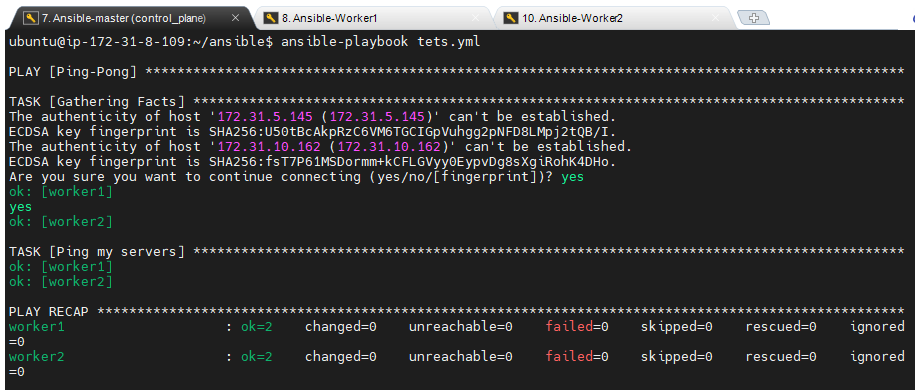 7. Ansible-master (control_plane)
8. Ansible-Worker1
10. Ansible-Worker2
ubuntu@ip-172-31-8-109:~/ansible$ ansible-playbook tets.yml
PLAY [Ping-Pong] ***********************************************************************************************
TASK [Gathering Facts] *****************************************************************************************
The authenticity of host '172.31.5.145 (172.31.5.145)' can't be established.
ECDSA key fingerprint is SHA256:U50tBcAkpRzC6VM6TGCIGpVuhgg2pNFD8LMpj2tQB/I.
The authenticity of host '172.31.10.162 (172.31.10.162)' can't be established.
ECDSA key fingerprint is SHA256:fsT7P61MSDormm+kCFLGVyy0EypvDg8sXgiRohK4DHo.
Are you sure you want to continue connecting (yes/no/[fingerprint])? yes
ok: [worker1]
yes
ok: [worker2]
TASK [Ping my servers] *****************************************************************************************
ok: [worker1]
ok: [worker2]
PLAY RECAP *****************************************************************************************************
worker1                    : ok=2    changed=0    unreachable=0    failed=0    skipped=0    rescued=0    ignored
=0
worker2                    : ok=2    changed=0    unreachable=0    failed=0    skipped=0    rescued=0    ignored
=0